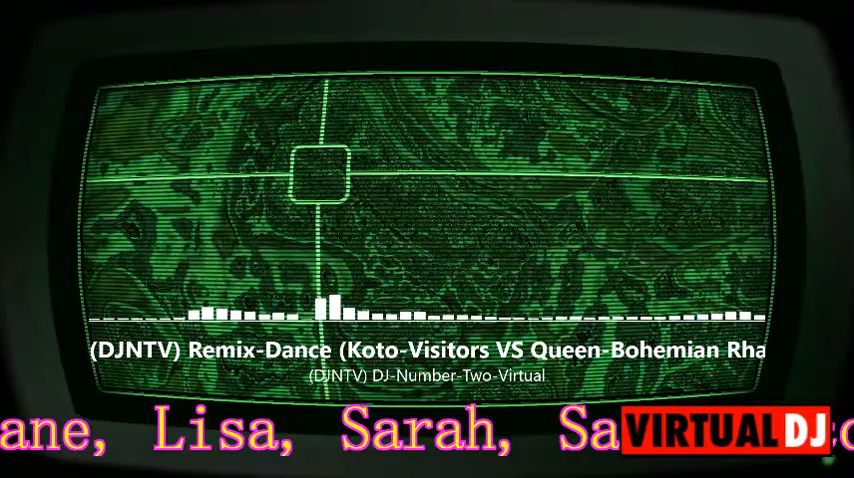 (DJNTV) Remix-Dance (Koto-Visitors VS Queen-Bohemian Rha
(DJNTV) DJ-Number-Two-Virtual
ane, Lisa, Sarah, Sa
VIRTUAL DJ